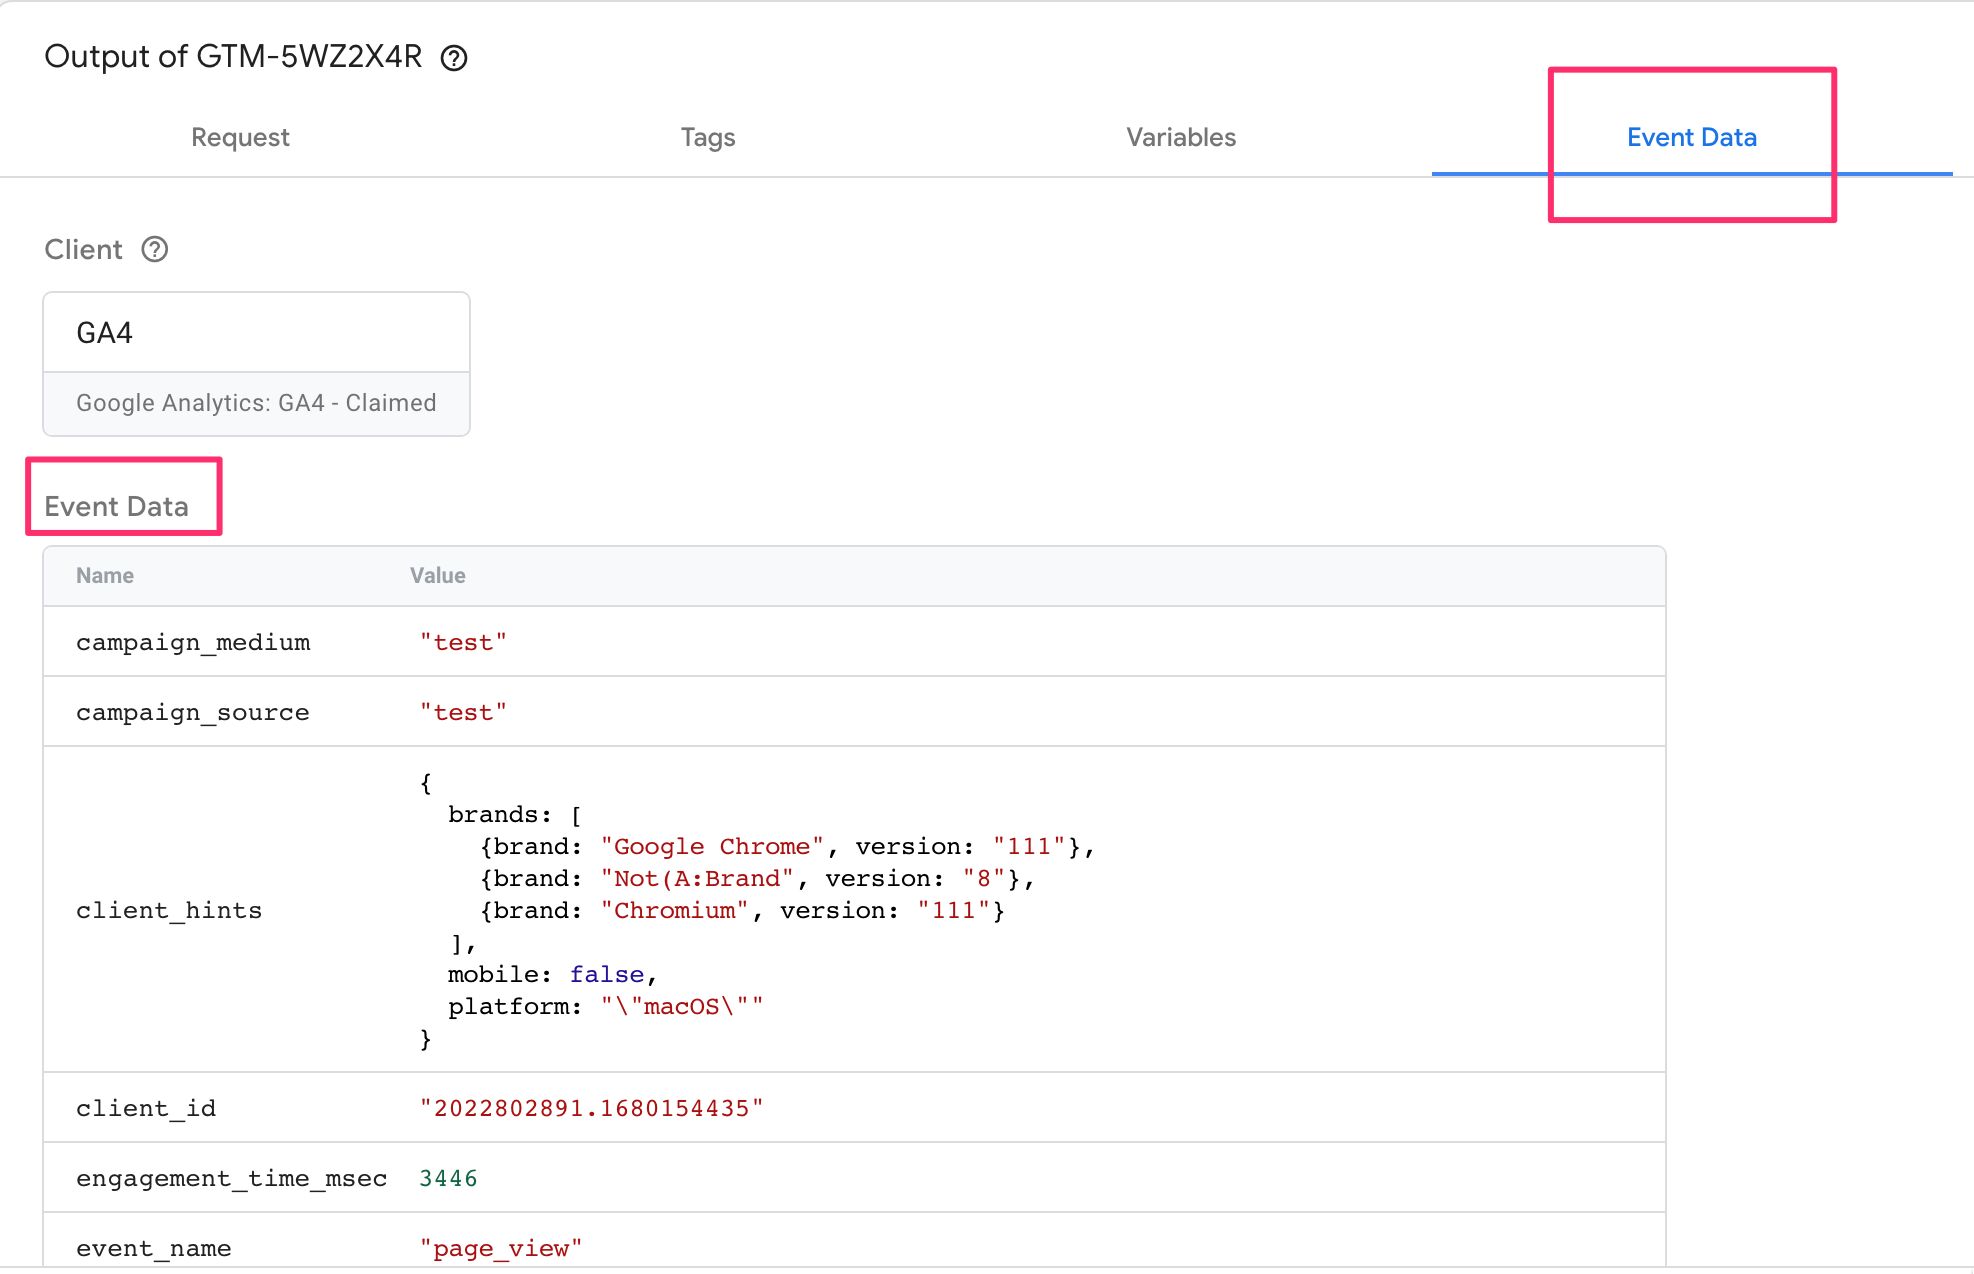 Output of GTM-5WZ2X4R
Request Tags Variables Event Data
Client
GA4
Google Analytics: GA4 - Claimed
Event Data
Name Value
campaign_medium "test"
campaign_source "test"
client_hints
{
brands: [
{brand: "Google Chrome", version: "111"},
{brand: "Not(A:Brand", version: "8"},
{brand: "Chromium", version: "111"}
],
mobile: false,
platform: "\"macOS\""
}
client_id "2022802891.1680154435"
engagement_time_msec 3446
event_name "page_view"